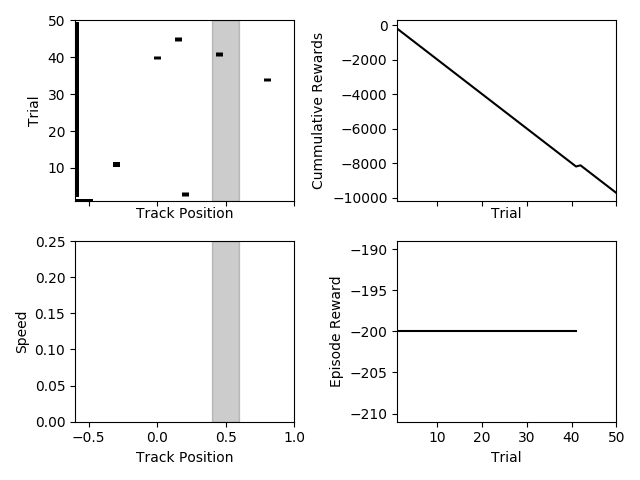 50
40
30
20
10
Trial
Track Position
0
−2000
−4000
−6000
−8000
−10000
Cummulative Rewards
Trial
0.25
0.20
0.15
0.10
0.05
0.00
Speed
−0.5 0.0 0.5 1.0
Track Position
−190
−195
−200
−205
−210
Episode Reward
10 20 30 40 50
Trial